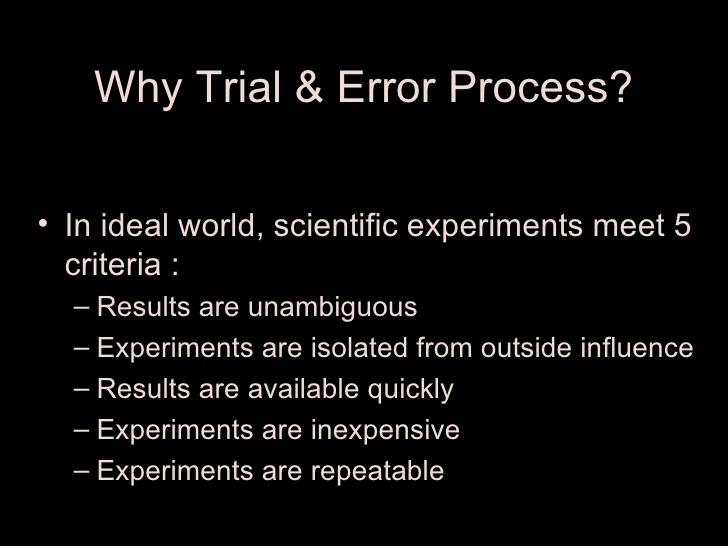 Why Trial & Error Process?
• In ideal world, scientific experiments meet 5
criteria :
– Results are unambiguous
– Experiments are isolated from outside influence
– Results are available quickly
– Experiments are inexpensive
– Experiments are repeatable